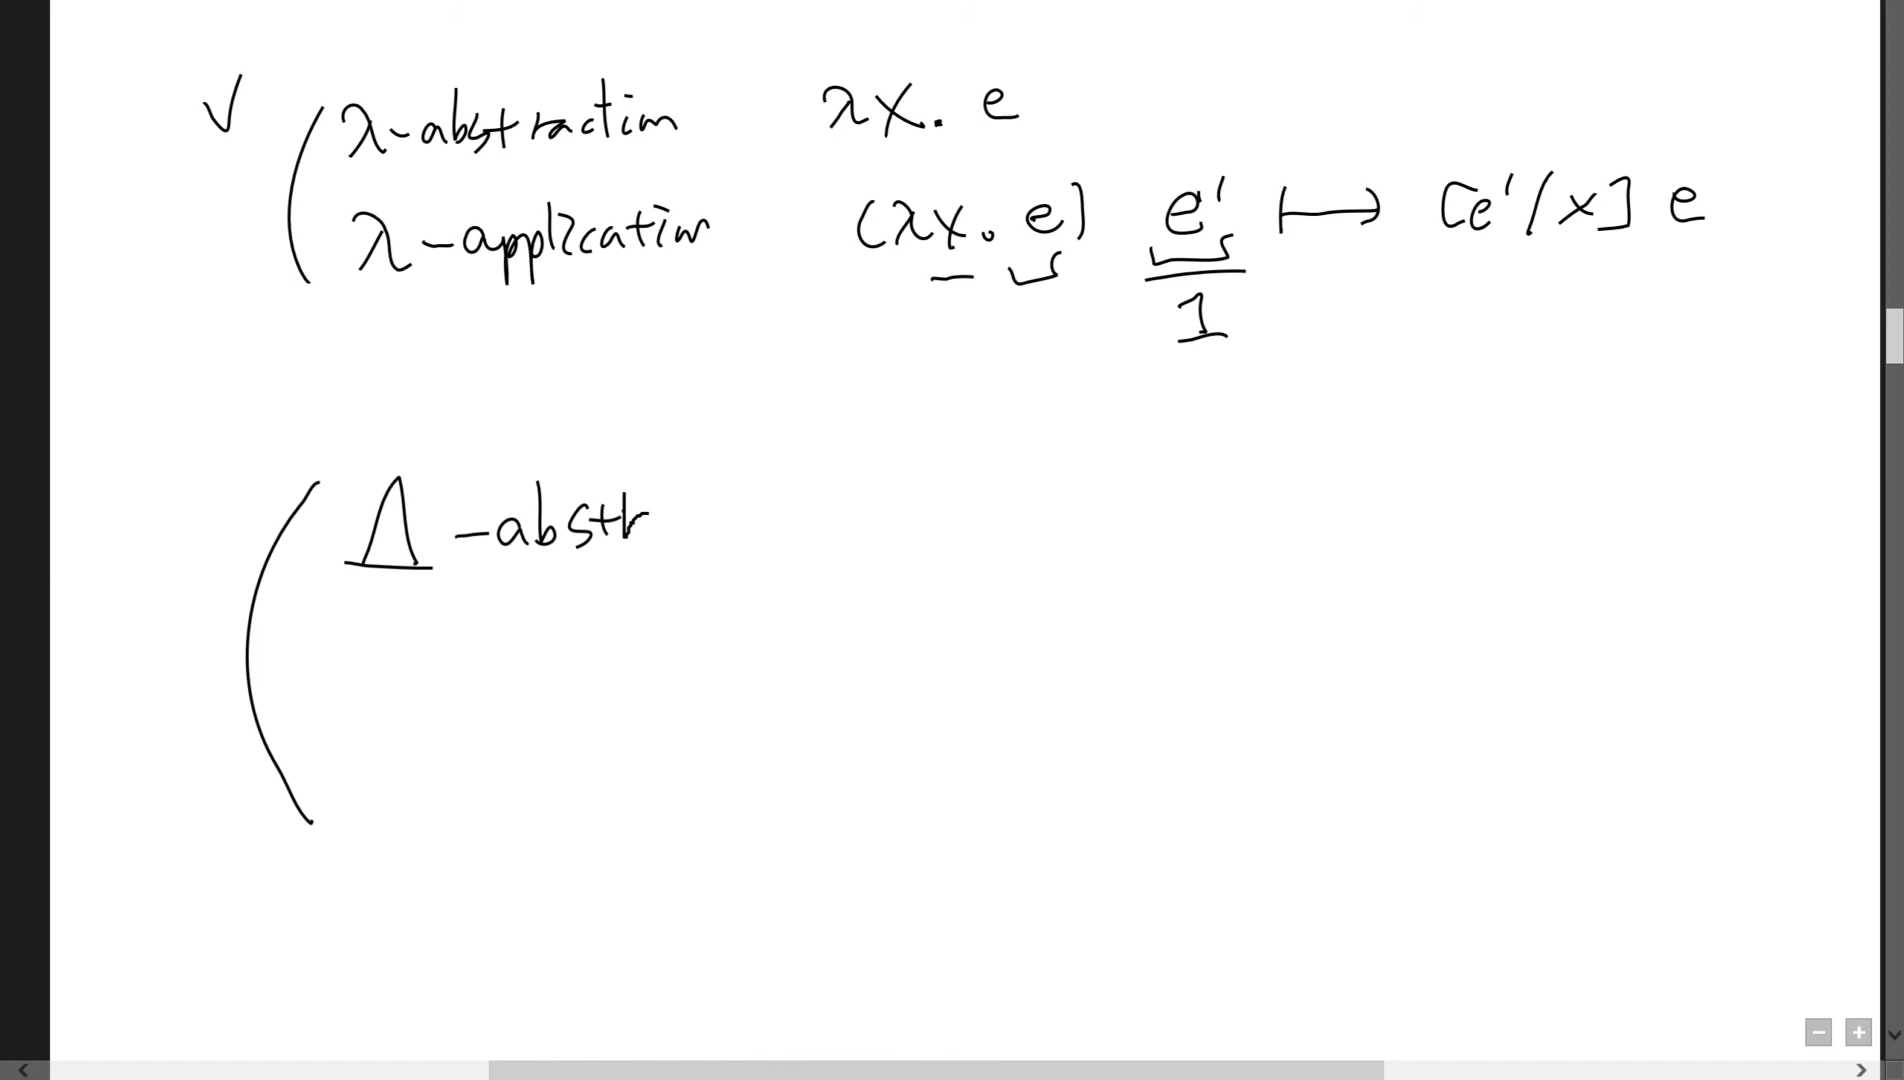 ✓ ( λ-abstraction λx. e
λ-application (λx. e) e' ↦ [e'/x] e
1
( Λ-abstr